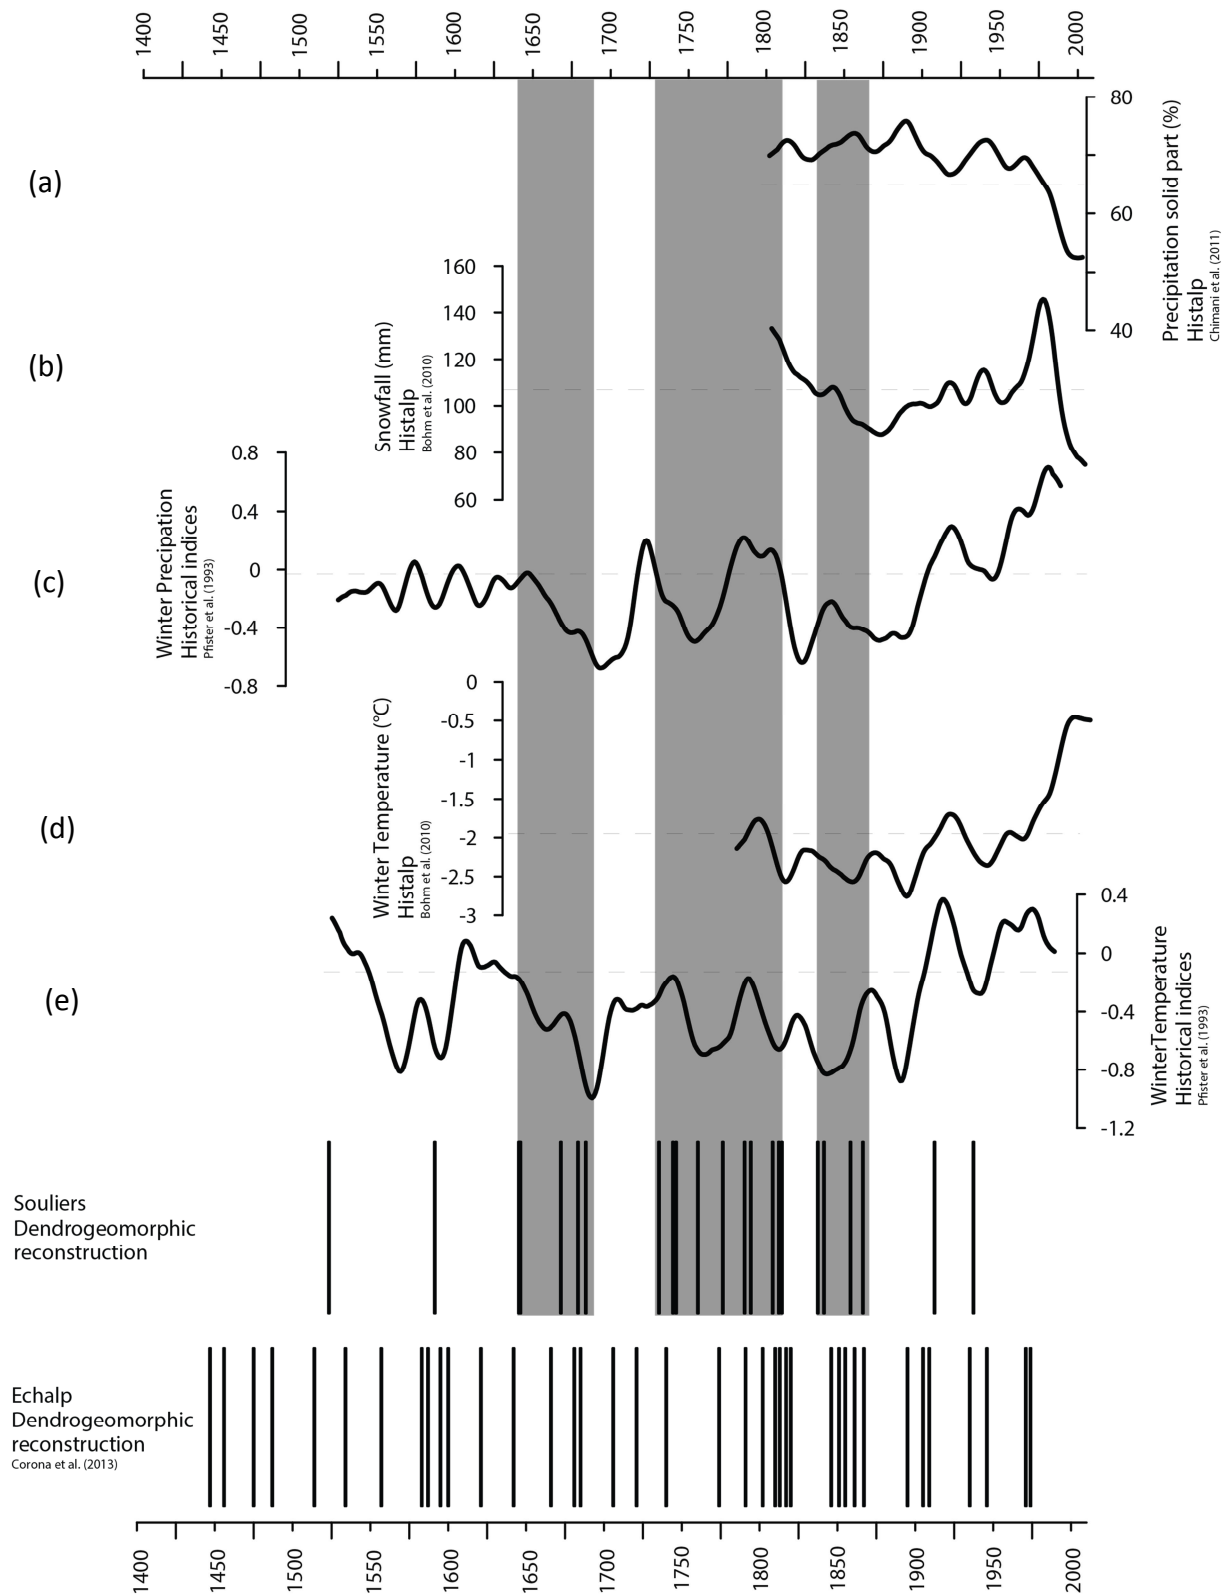 1400 1450 1500 1550 1600 1650 1700 1750 1800 1850 1900 1950 2000
(a)
80
60
40
Precipitation solid part (%)
Histalp
Chimani et al. (2011)
(b)
160
140
120
100
80
60
Snowfall (mm)
Histalp
Bohm et al. (2010)
(c)
0.8
0.4
0
-0.4
-0.8
Winter Precipation
Historical indices
Pfister et al. (1993)
(d)
0
-0.5
-1
-1.5
-2
-2.5
-3
Winter Temperature (°C)
Histalp
Bohm et al. (2010)
(e)
0.4
0
-0.4
-0.8
-1.2
WinterTemperature
Historical indices
Pfister et al. (1993)
Souliers
Dendrogeomorphic
reconstruction
Echalp
Dendrogeomorphic
reconstruction
Corona et al. (2013)
1400 1450 1500 1550 1600 1650 1700 1750 1800 1850 1900 1950 2000